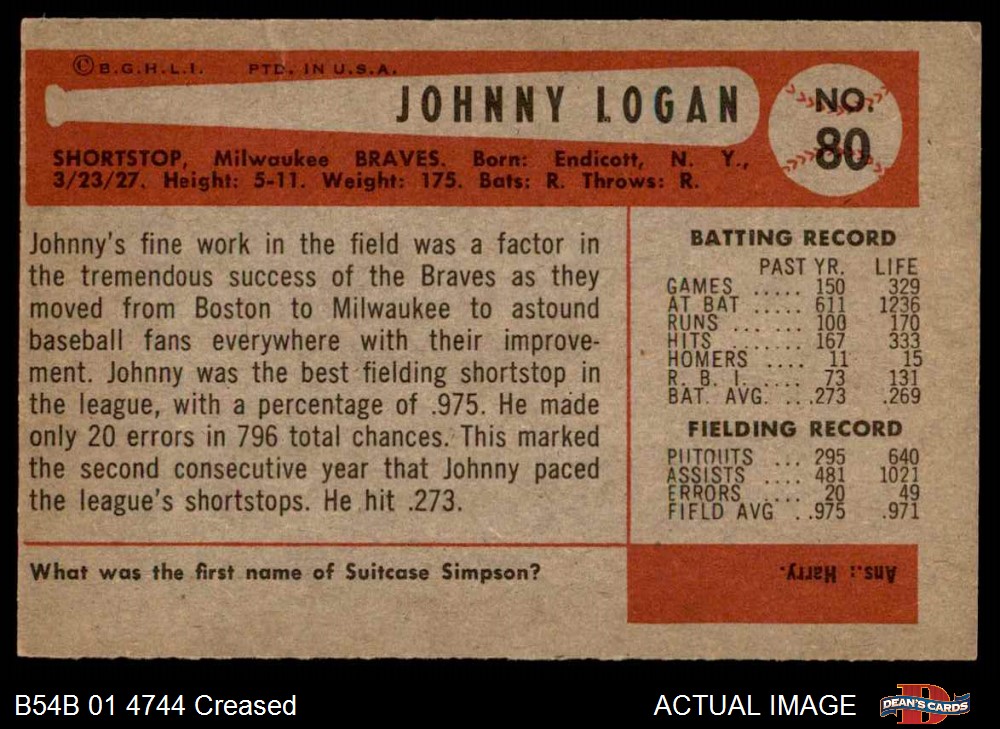 ©B.G.H.L.I. PTD. IN U.S.A.
JOHNNY LOGAN
NO.
80
SHORTSTOP, Milwaukee BRAVES. Born: Endicott, N. Y.,
3/23/27. Height: 5-11. Weight: 175. Bats: R. Throws: R.
Johnny's fine work in the field was a factor in
the tremendous success of the Braves as they
moved from Boston to Milwaukee to astound
baseball fans everywhere with their improve-
ment. Johnny was the best fielding shortstop in
the league, with a percentage of .975. He made
only 20 errors in 796 total chances. This marked
the second consecutive year that Johnny paced
the league's shortstops. He hit .273.
BATTING RECORD
PAST YR. LIFE
GAMES ..... 150 329
AT BAT ..... 611 1236
RUNS ... ... 100 170
HITS ... .... 167 333
HOMERS .... 11 15
R. B. I. .... 73 131
BAT. AVG. ... .273 .269
FIELDING RECORD
PUTOUTS ... 295 640
ASSISTS .... 481 1021
ERRORS .... 20 49
FIELD AVG . .975 .971
What was the first name of Suitcase Simpson?
Ans.: Harry.
B54B 01 4744 Creased
ACTUAL IMAGE
D
DEAN'S CARDS